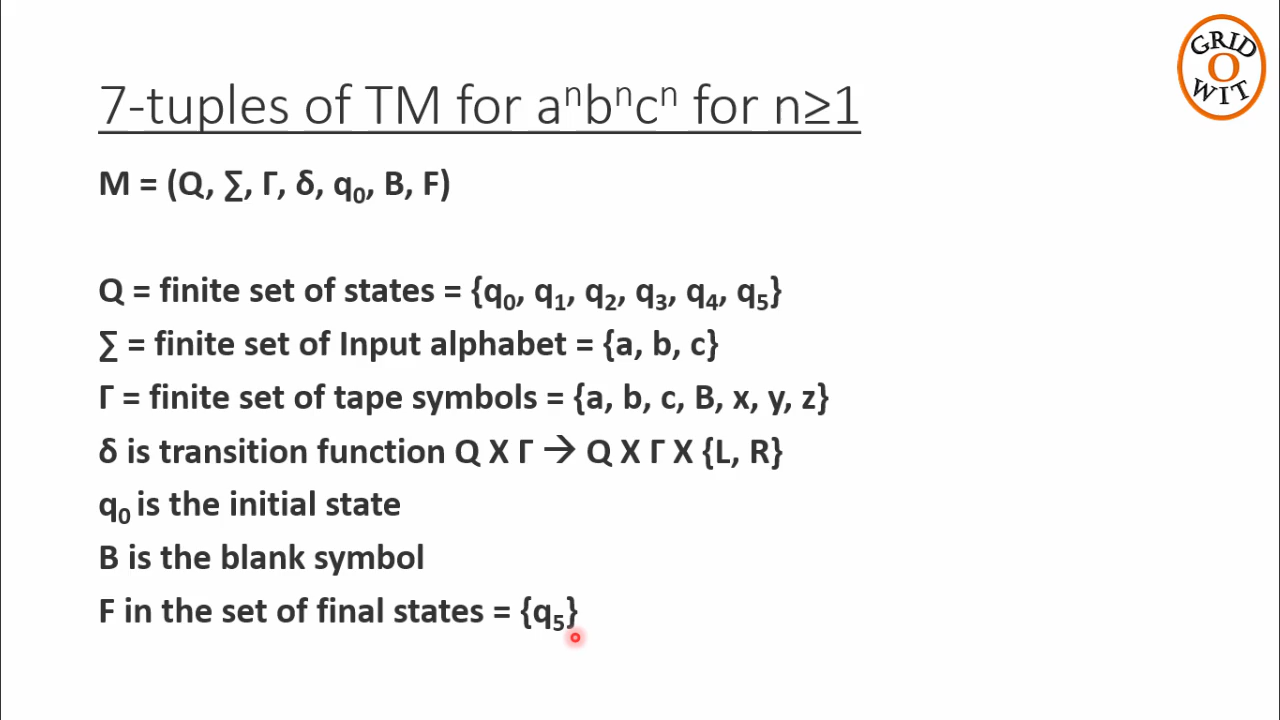 GRID
O
WIT
7-tuples of TM for aⁿbⁿcⁿ for n≥1
M = (Q, ∑, Γ, δ, q₀, B, F)
Q = finite set of states = {q₀, q₁, q₂, q₃, q₄, q₅}
∑ = finite set of Input alphabet = {a, b, c}
Γ = finite set of tape symbols = {a, b, c, B, x, y, z}
δ is transition function Q X Γ → Q X Γ X {L, R}
q₀ is the initial state
B is the blank symbol
F in the set of final states = {q₅}